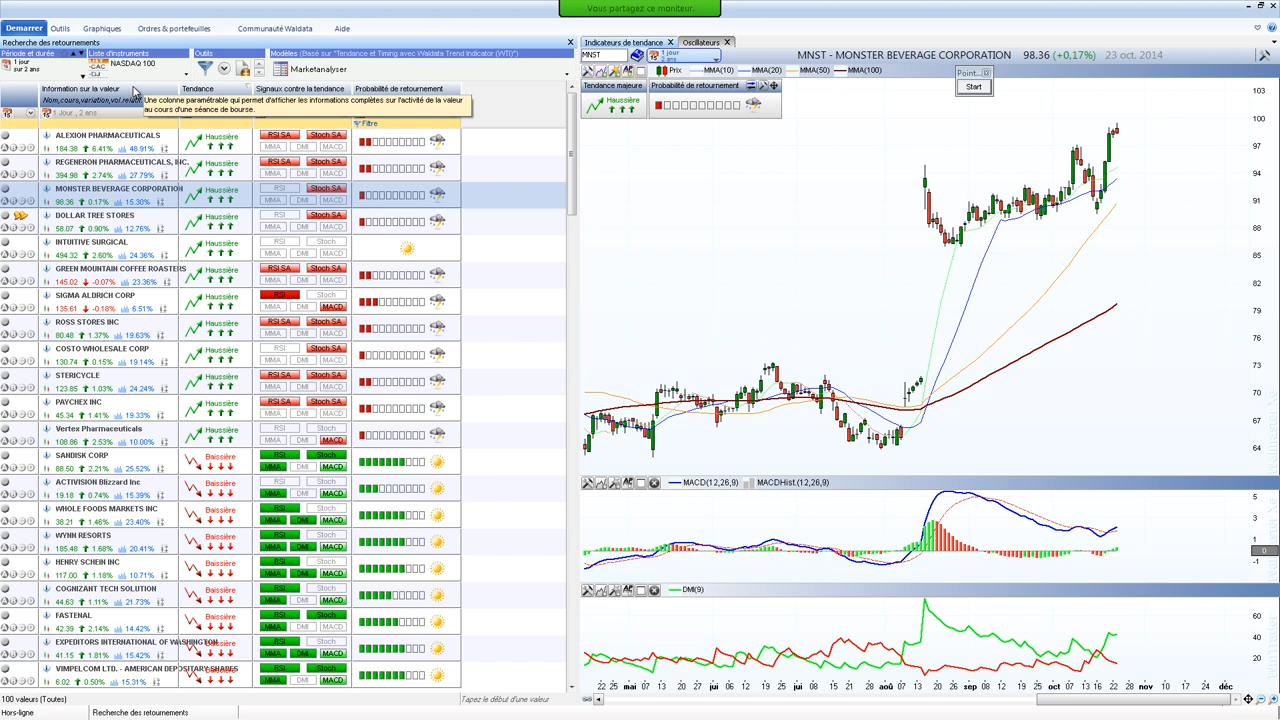 Vous partagez ce moniteur.
Demarrer Outils Graphiques Ordres & portefeuilles Communauté Waldata Aide
Recherche des retournements
Période et durée Liste d'instruments Outils Modèles (Basé sur "Tendance et Timing avec Waldata Trend Indicator (WTI)")
1 jour
sur 2 ans
-CAC
-DJ
NASDAQ 100
Marketanalyser
Information sur la valeur Tendance Signaux contre la tendance Probabilité de retournement
Nom,cours,variation,vol.relatif
Une colonne paramétrable qui permet d'afficher les informations complètes sur l'activité de la valeur
au cours d'une séance de bourse.
1 Jour , 2 ans
Filtre
ALEXION PHARMACEUTICALS Haussière RSI SA Stoch SA
184.38 6.41% 48.91% MMA DMI MACD
REGENERON PHARMACEUTICALS, INC. Haussière RSI SA Stoch SA
394.98 2.74% 27.79% MMA DMI MACD
MONSTER BEVERAGE CORPORATION Haussière RSI Stoch SA
98.36 0.17% 15.30% MMA DMI MACD
DOLLAR TREE STORES Haussière RSI Stoch SA
58.07 0.90% 12.76% MMA DMI MACD
INTUITIVE SURGICAL Haussière RSI Stoch
494.32 2.60% 24.36% MMA DMI MACD
GREEN MOUNTAIN COFFEE ROASTERS Haussière RSI SA Stoch SA
145.02 -0.07% 23.36% MMA DMI MACD
SIGMA ALDRICH CORP Haussière RSI Stoch
135.61 -0.18% 6.51% MMA DMI MACD
ROSS STORES INC Haussière RSI SA Stoch SA
80.48 1.37% 19.63% MMA DMI MACD
COSTO WHOLESALE CORP Haussière RSI Stoch SA
130.74 0.15% 19.14% MMA DMI MACD
STERICYCLE Haussière RSI SA Stoch SA
123.85 1.03% 24.24% MMA DMI MACD
PAYCHEX INC Haussière RSI SA Stoch SA
45.34 1.41% 19.33% MMA DMI MACD
Vertex Pharmaceuticals Haussière RSI Stoch
108.86 2.53% 10.00% MMA DMI MACD
SANDISK CORP Baissière RSI Stoch
88.50 2.21% 25.52% MMA DMI MACD
ACTIVISION Blizzard Inc Baissière RSI Stoch
19.18 0.74% 15.39% MMA DMI MACD
WHOLE FOODS MARKETS INC Baissière RSI Stoch
38.21 1.46% 23.40% MMA DMI MACD
WYNN RESORTS Baissière RSI Stoch
185.48 1.68% 20.41% MMA DMI MACD
HENRY SCHEIN INC Baissière RSI Stoch
117.00 1.18% 10.71% MMA DMI MACD
COGNIZANT TECH SOLUTION Baissière RSI Stoch
44.63 1.11% 21.73% MMA DMI MACD
FASTENAL Baissière RSI Stoch
42.39 2.14% 14.42% MMA DMI MACD
EXPEDITORS INTERNATIONAL OF WASHINGTON Baissière RSI Stoch
41.15 1.81% 15.42% MMA DMI MACD
VIMPELCOM LTD. - AMERICAN DEPOSITARY SHARES Baissière RSI Stoch
6.02 0.50% 15.31% MMA DMI MACD
100 valeurs (Toutes) Tapez le début d'une valeur
Hors-ligne Recherche des retournements
Indicateurs de tendance Oscillateurs
MNST 1 jour
2 ans
MNST - MONSTER BEVERAGE CORPORATION 98.36 (+0,17%) 23 oct. 2014
Prix MMA(10) MMA(20) MMA(50) MMA(100)
Point...
Start
Tendance majeure Probabilité de retournement
Haussière
103
100
94
91
88
85
79
76
73
70
67
64
MACD(12,26,9) MACDHist.(12,26,9)
5
3
0
-1
DMI(9)
60
40
20
22 25 mai 07 13 21 juil 07 14 22 août 07 14 22 sep 08 15 22 oct 07 13 16 22 28 nov 10 17 24 déc